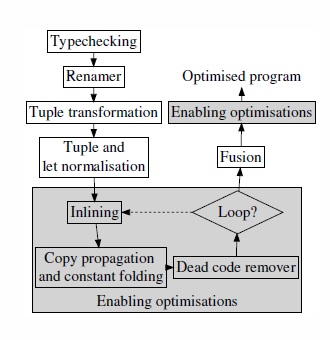 Typechecking
Renamer
Tuple transformation
Tuple and
let normalisation
Inlining
Copy propagation
and constant folding
Dead code remover
Loop?
Enabling optimisations
Fusion
Enabling optimisations
Optimised program